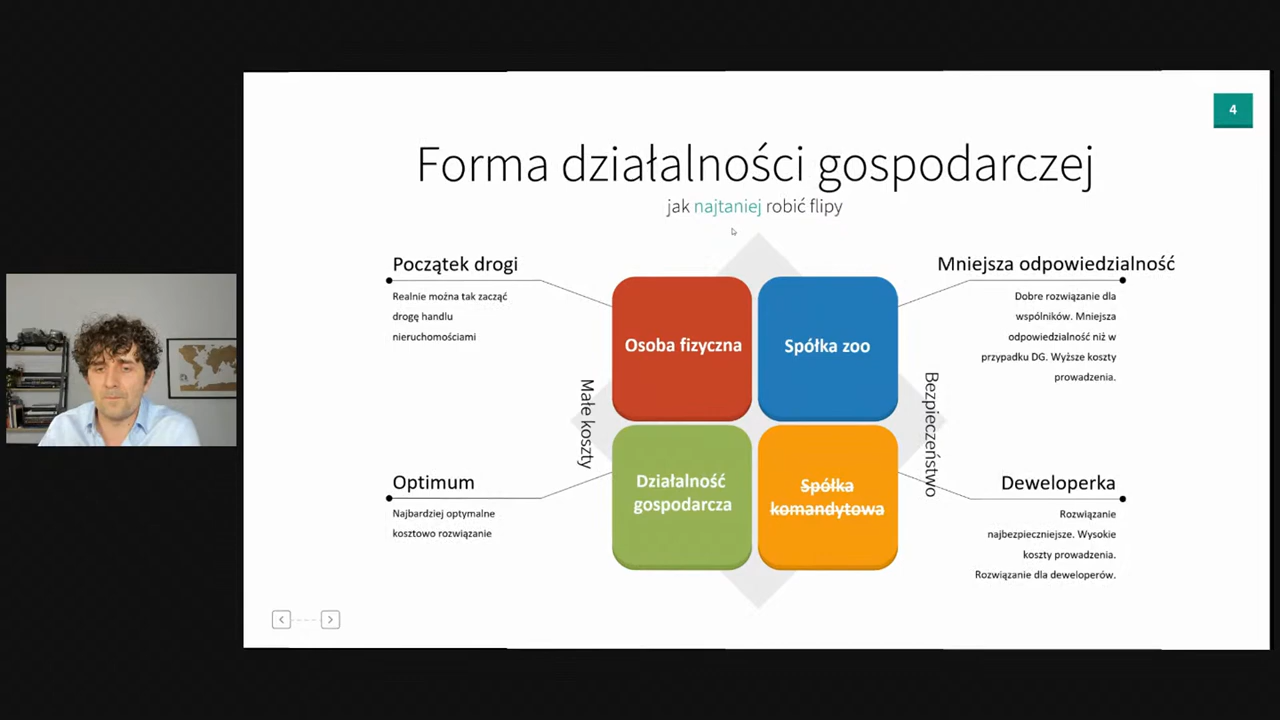 4
Forma działalności gospodarczej
jak najtaniej robić flipy
Początek drogi
Realnie można tak zacząć
drogę handlu
nieruchomościami
Mniejsza odpowiedzialność
Dobre rozwiązanie dla
wspólników. Mniejsza
odpowiedzialność niż w
przypadku DG. Wyższe koszty
prowadzenia.
Osoba fizyczna
Spółka zoo
Małe koszty
Bezpieczeństwo
Działalność
gospodarcza
Spółka
komandytowa
Optimum
Najbardziej optymalne
kosztowo rozwiązanie
Deweloperka
Rozwiązanie
najbezpieczniejsze. Wysokie
koszty prowadzenia.
Rozwiązanie dla deweloperów.